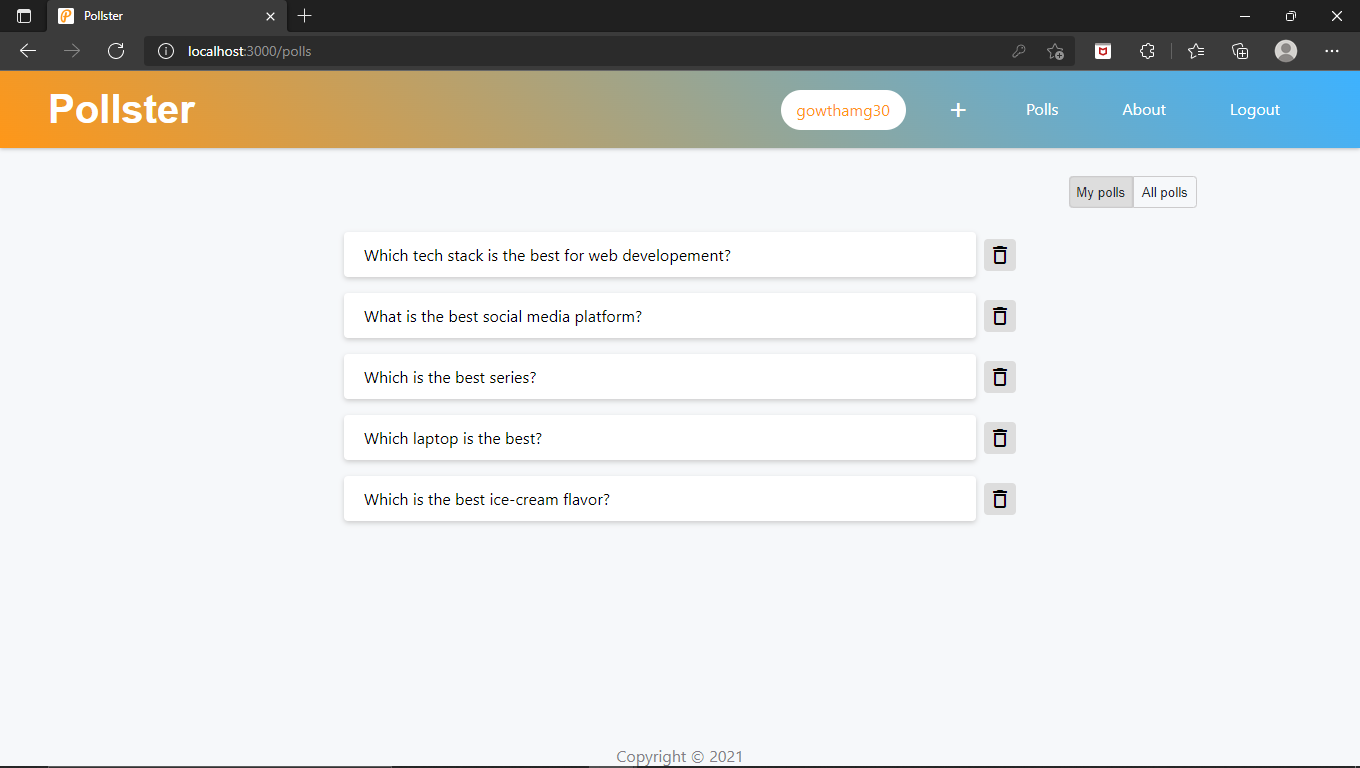 Pollster
localhost:3000/polls
Pollster gowthamg30 + Polls About Logout
My polls All polls
Which tech stack is the best for web developement?
What is the best social media platform?
Which is the best series?
Which laptop is the best?
Which is the best ice-cream flavor?
Copyright © 2021